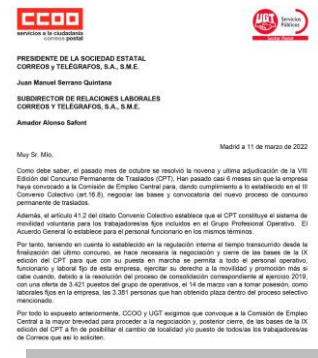 CCOO
servicios a la ciudadanía
correos postal
UGT
Servicios
Públicos
Sector Postal
PRESIDENTE DE LA SOCIEDAD ESTATAL
CORREOS y TELÉGRAFOS, S.A., S.M.E.
Juan Manuel Serrano Quintana
SUBDIRECTOR DE RELACIONES LABORALES
CORREOS Y TELÉGRAFOS, S.A., S.M.E.
Amador Alonso Safont
Madrid a 11 de marzo de 2022
Muy Sr. Mío,
Como debe saber, el pasado mes de octubre se resolvió la novena y ultima adjudicación de la VIII
Edición del Concurso Permanente de Traslados (CPT). Han pasado casi 6 meses sin que la empresa
haya convocado a la Comisión de Empleo Central para, dando cumplimiento a lo establecido en el III
Convenio Colectivo (art.16.8), negociar las bases y convocatoria del nuevo proceso de concurso
permanente de traslados.
Además, el artículo 41.2 del citado Convenio Colectivo establece que el CPT constituye el sistema de
movilidad voluntaria para los trabajadores/as fijos incluidos en el Grupo Profesional Operativo. El
Acuerdo General lo establece para el personal funcionario en los mismos términos.
Por tanto, teniendo en cuenta lo establecido en la regulación interna el tiempo transcurrido desde la
finalización del último concurso, es hace necesaria la negociación y cierre de las bases de la IX
edición del CPT para que con su puesta en marcha se permita a todo el personal operativo,
funcionario y laboral fijo de esta empresa, ejercitar su derecho a la movilidad y promoción más si
cabe cuando, debido a la resolución del proceso de consolidación correspondiente al ejercicio 2019,
con una oferta de 3.421 puestos del grupo de operativos, el 14 de marzo van a tomar posesión, como
laborales fijos en la empresa, las 3.381 personas que han obtenido plaza dentro del proceso selectivo
mencionado.
Por todo lo expuesto anteriormente, CCOO y UGT exigimos que convoque a la Comisión de Empleo
Central a la mayor brevedad para proceder a la negociación y, posterior cierre, de las bases de la IX
edición del CPT a fin de posibilitar el cambio de localidad y/o puesto de todos/as los trabajadores/as
de Correos que así lo soliciten.